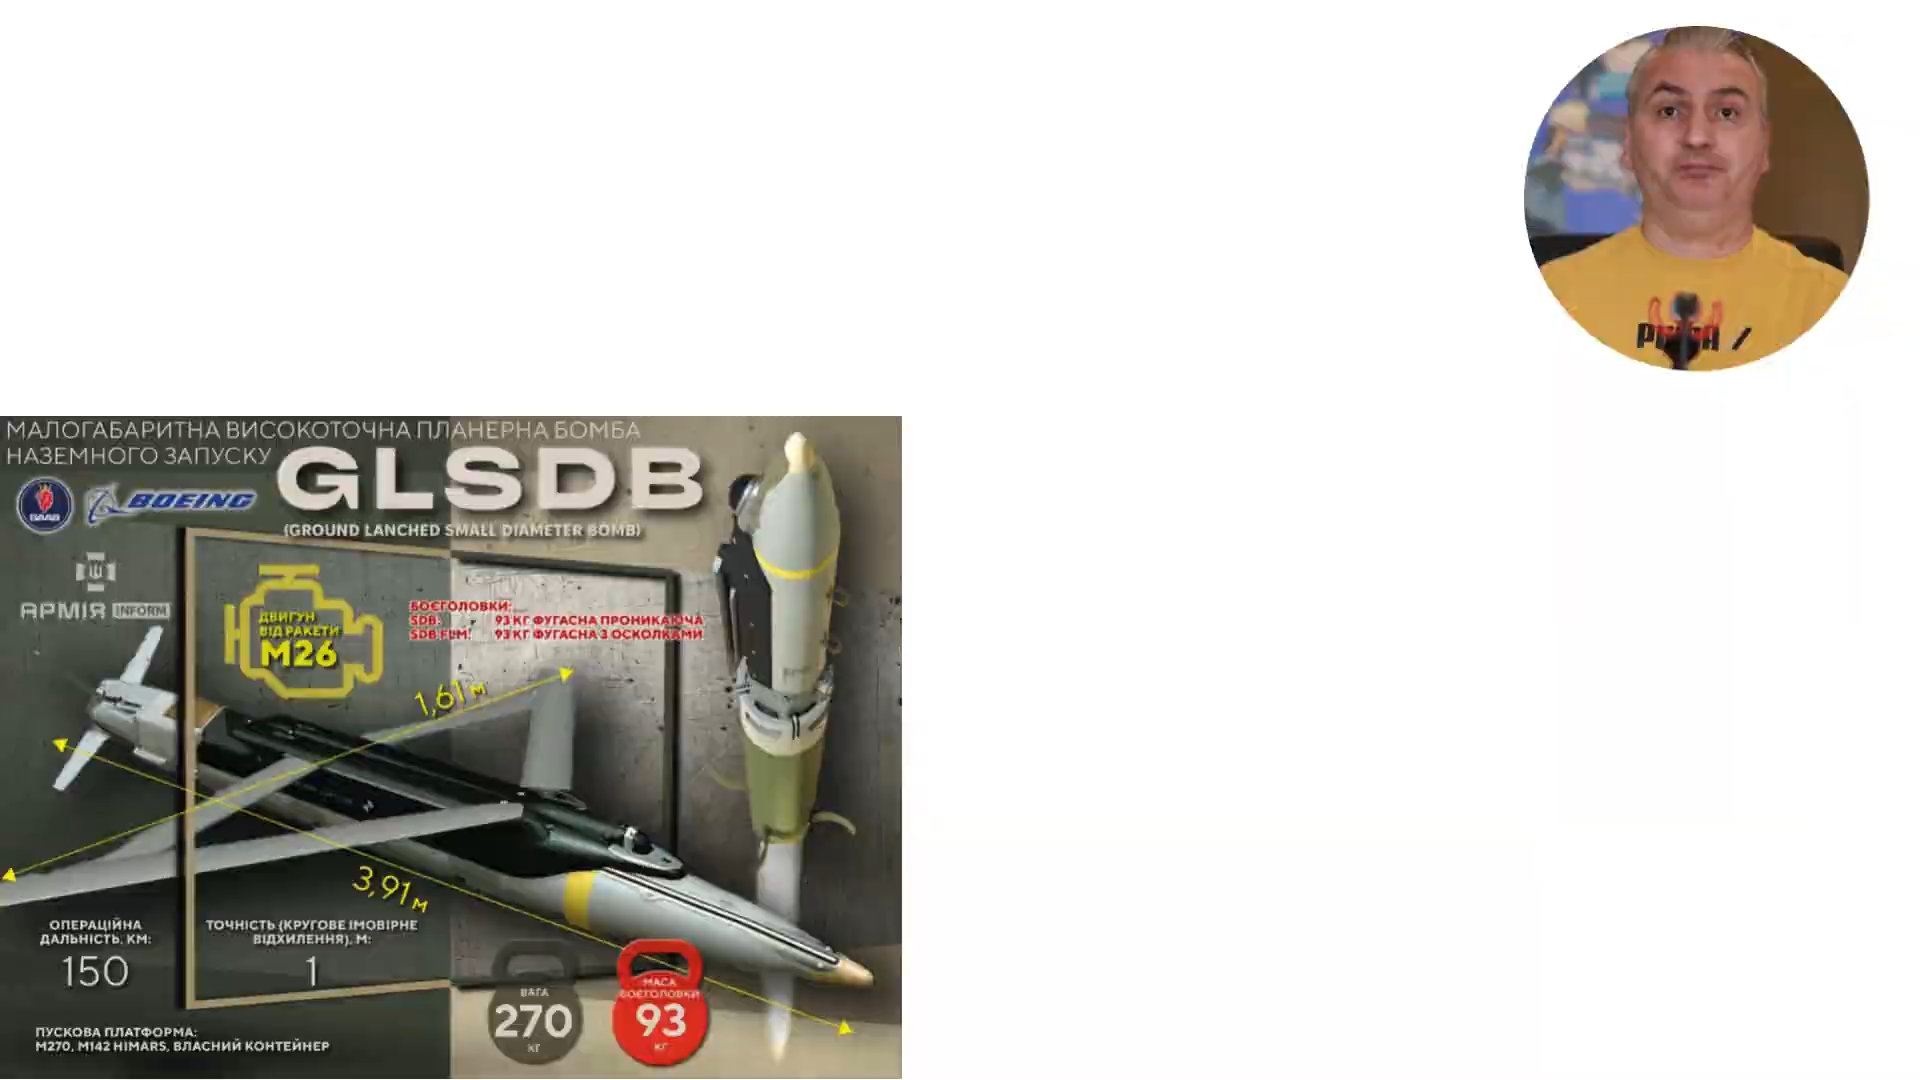 МАЛОГАБАРИТНА ВИСОКОТОЧНА ПЛАНЕРНА БОМБА
НАЗЕМНОГО ЗАПУСКУ
GLSDB
SAAB
BOEING
(GROUND LANCHED SMALL DIAMETER BOMB)
АРМІЯ INFORM
ДВИГУН
ВІД РАКЕТИ
М26
БОЄГОЛОВКИ:
SDB: 93 КГ ФУГАСНА ПРОНИКАЮЧА
SDB FLM: 93 КГ ФУГАСНА З ОСКОЛКАМИ
1,61 м
3,91 м
ОПЕРАЦІЙНА
ДАЛЬНІСТЬ, КМ:
150
ТОЧНІСТЬ (КРУГОВЕ ІМОВІРНЕ
ВІДХИЛЕННЯ), М:
1
ВАГА
270
КГ
МАСА
БОЄГОЛОВКИ
93
КГ
ПУСКОВА ПЛАТФОРМА:
M270, M142 HIMARS, ВЛАСНИЙ КОНТЕЙНЕР